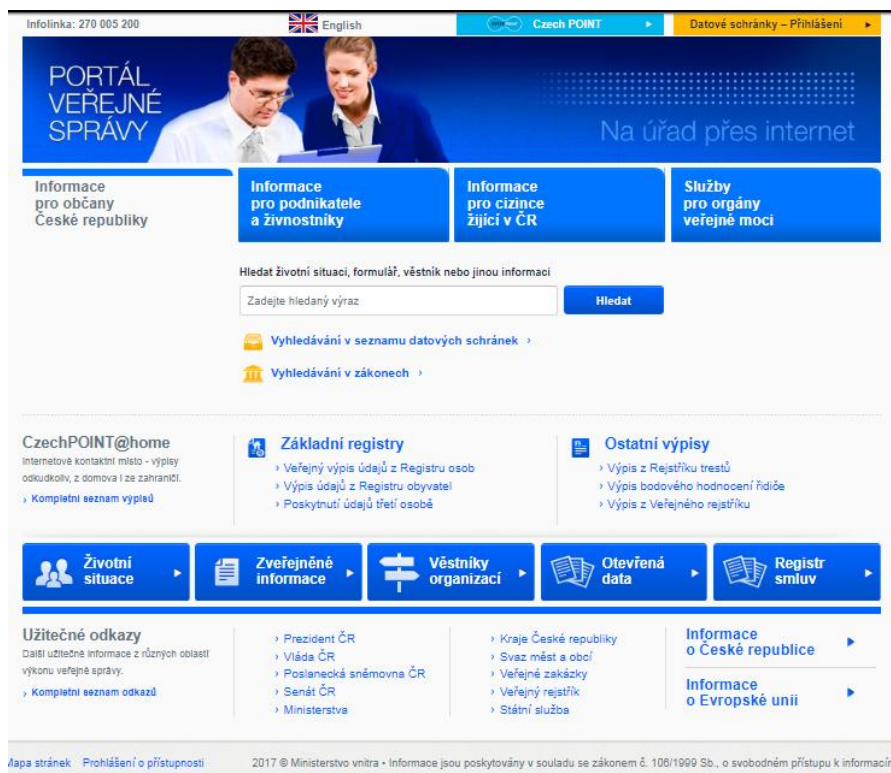 Infolinka: 270 005 200
English
Czech POINT
Datové schránky – Přihlášení
PORTÁL
VEŘEJNÉ
SPRÁVY
Na úřad přes internet
Informace
pro občany
České republiky
Informace
pro podnikatele
a živnostníky
Informace
pro cizince
žijící v ČR
Služby
pro orgány
veřejné moci
Hledat životní situaci, formulář, věstník nebo jinou informaci
Zadejte hledaný výraz
Hledat
Vyhledávání v seznamu datových schránek ›
Vyhledávání v zákonech ›
CzechPOINT@home
Internetové kontaktní místo - výpisy
odkudkoliv, z domova i ze zahraničí.
› Kompletní seznam výpisů
Základní registry
› Veřejný výpis údajů z Registru osob
› Výpis údajů z Registru obyvatel
› Poskytnutí údajů třetí osobě
Ostatní výpisy
› Výpis z Rejstříku trestů
› Výpis bodového hodnocení řidiče
› Výpis z Veřejného rejstříku
Životní
situace
Zveřejněné
informace
Věstníky
organizací
Otevřená
data
Registr
smluv
Užitečné odkazy
Další užitečné informace z různých oblastí
výkonu veřejné správy.
› Kompletní seznam odkazů
› Prezident ČR
› Vláda ČR
› Poslanecká sněmovna ČR
› Senát ČR
› Ministerstva
› Kraje České republiky
› Svaz měst a obcí
› Veřejné zakázky
› Veřejný rejstřík
› Státní služba
Informace
o České republice
Informace
o Evropské unii
Mapa stránek Prohlášení o přístupnosti
2017 © Ministerstvo vnitra • Informace jsou poskytovány v souladu se zákonem č. 106/1999 Sb., o svobodném přístupu k informacím